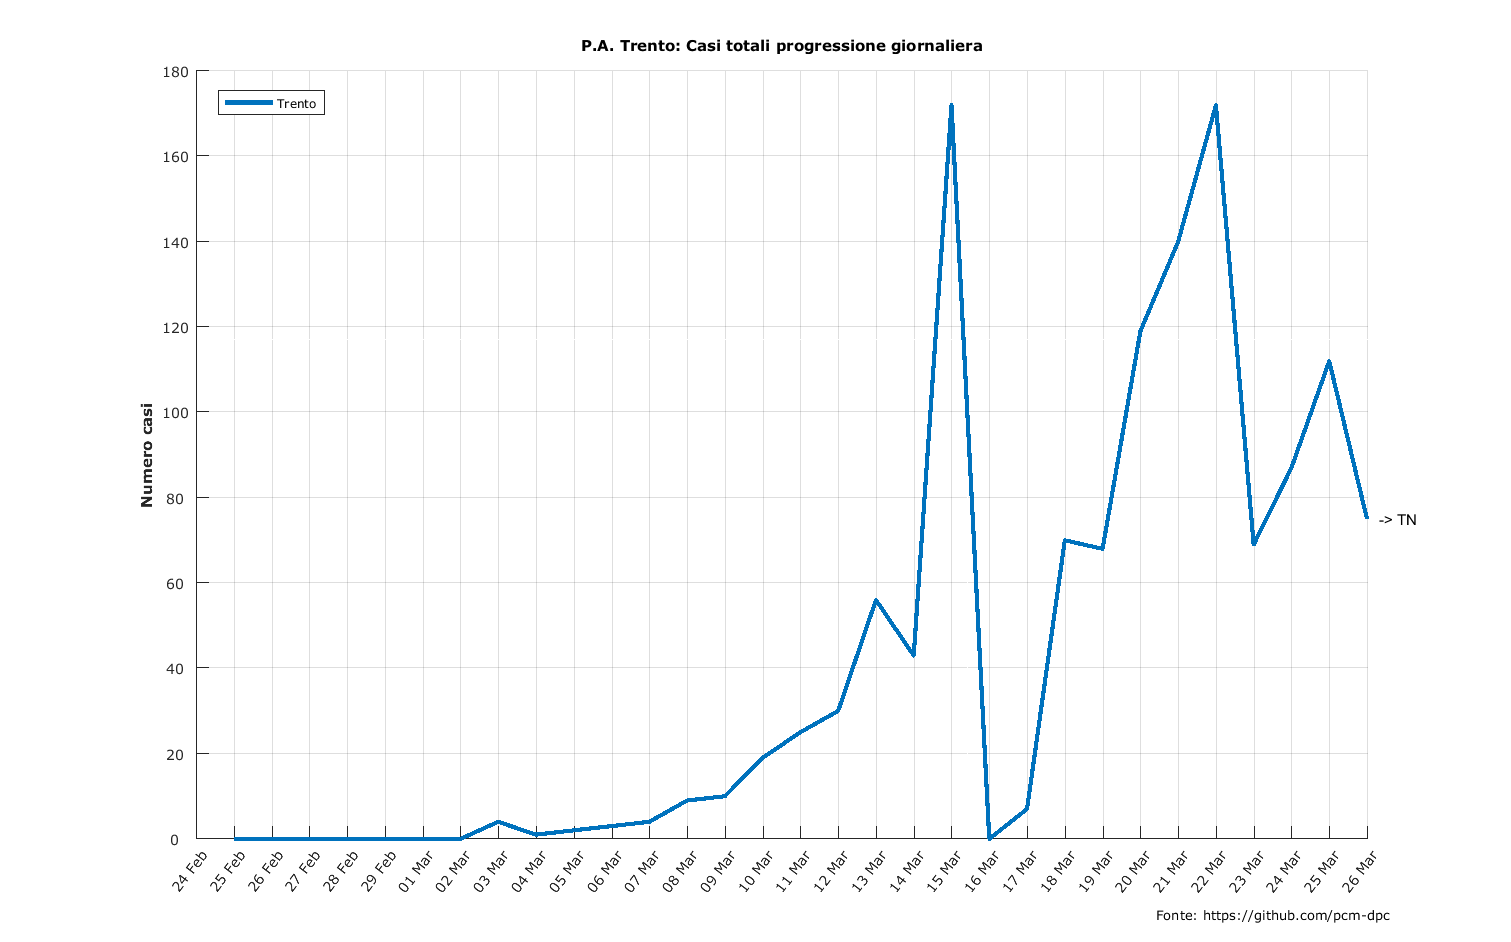 P.A. Trento: Casi totali progressione giornaliera
180
Trento
160
140
120
100
80
60
40
20
0
Numero casi
-> TN
24 Feb
25 Feb
26 Feb
27 Feb
28 Feb
29 Feb
01 Mar
02 Mar
03 Mar
04 Mar
05 Mar
06 Mar
07 Mar
08 Mar
09 Mar
10 Mar
11 Mar
12 Mar
13 Mar
14 Mar
15 Mar
16 Mar
17 Mar
18 Mar
19 Mar
20 Mar
21 Mar
22 Mar
23 Mar
24 Mar
25 Mar
26 Mar
Fonte: https://github.com/pcm-dpc